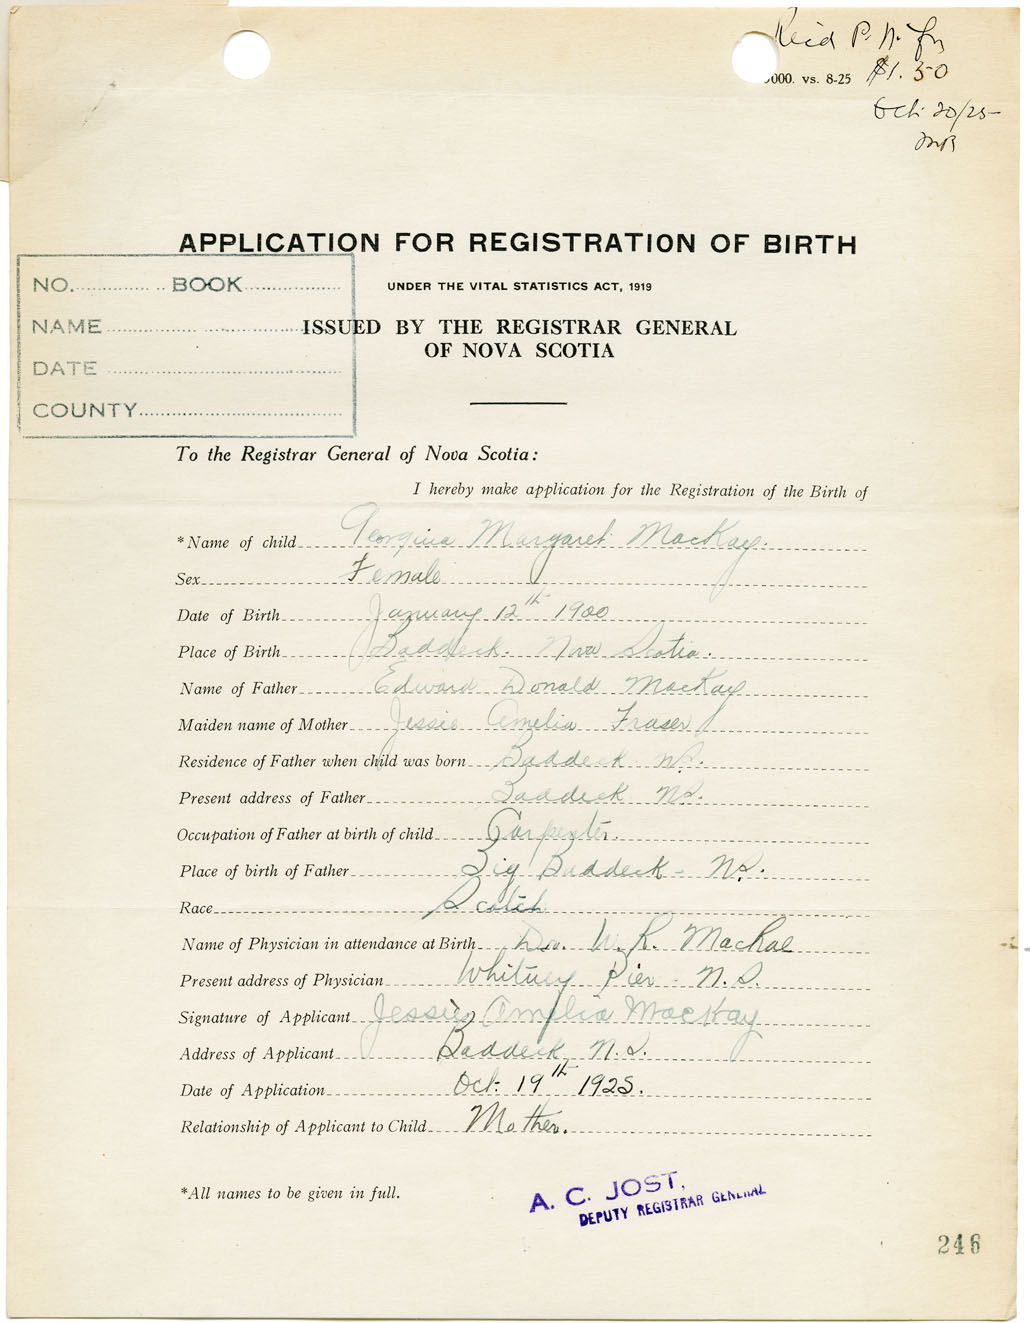 Rec'd P. N. for
000. vs. 8-25 $1.50
Oct 20/25
MB
APPLICATION FOR REGISTRATION OF BIRTH
NO. BOOK
UNDER THE VITAL STATISTICS ACT, 1919
NAME
ISSUED BY THE REGISTRAR GENERAL
OF NOVA SCOTIA
DATE
COUNTY
To the Registrar General of Nova Scotia:
I hereby make application for the Registration of the Birth of
*Name of child Georgina Margaret MacKay.
Sex Female
Date of Birth January 12th 1900
Place of Birth Baddeck. Nova Scotia.
Name of Father Edward Donald MacKay
Maiden name of Mother Jessie Amelia Fraser
Residence of Father when child was born Baddeck NS.
Present address of Father Baddeck NS.
Occupation of Father at birth of child Carpenter.
Place of birth of Father Big Baddeck - NS.
Race Scotch
Name of Physician in attendance at Birth Dr. W. R. MacRae
Present address of Physician Whitney Pier - N.S.
Signature of Applicant Jessie Amelia MacKay
Address of Applicant Baddeck, N.S.
Date of Application Oct. 19th 1925.
Relationship of Applicant to Child Mother.
*All names to be given in full.
A. C. JOST,
DEPUTY REGISTRAR GENERAL
246